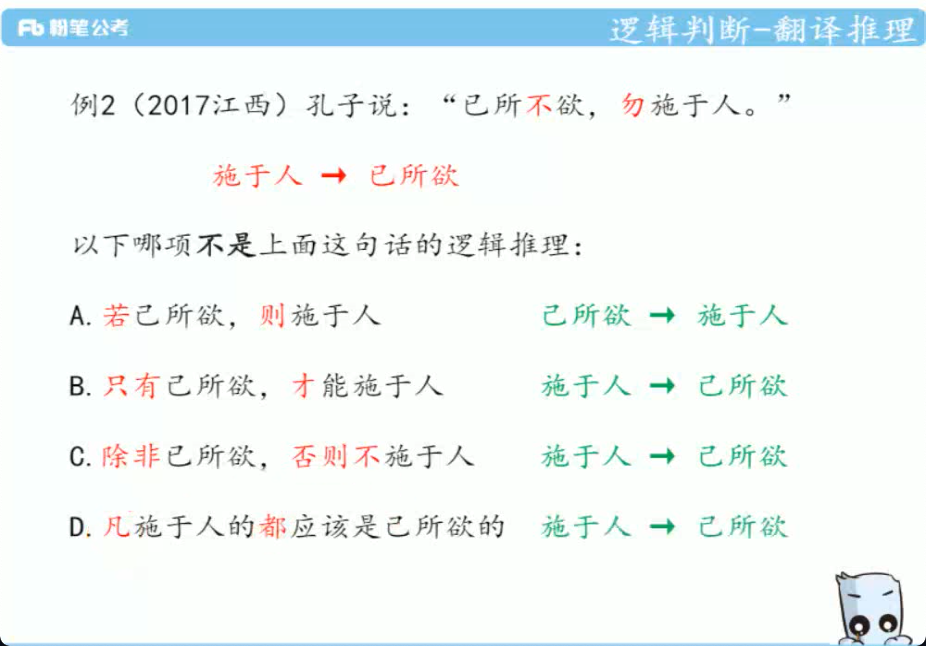 粉笔公考
逻辑判断-翻译推理
例2（2017江西）孔子说：“己所不欲，勿施于人。”
施于人 → 己所欲
以下哪项不是上面这句话的逻辑推理：
A. 若己所欲，则施于人 己所欲 → 施于人
B. 只有己所欲，才能施于人 施于人 → 己所欲
C. 除非己所欲，否则不施于人 施于人 → 己所欲
D. 凡施于人的都应该是己所欲的 施于人 → 己所欲